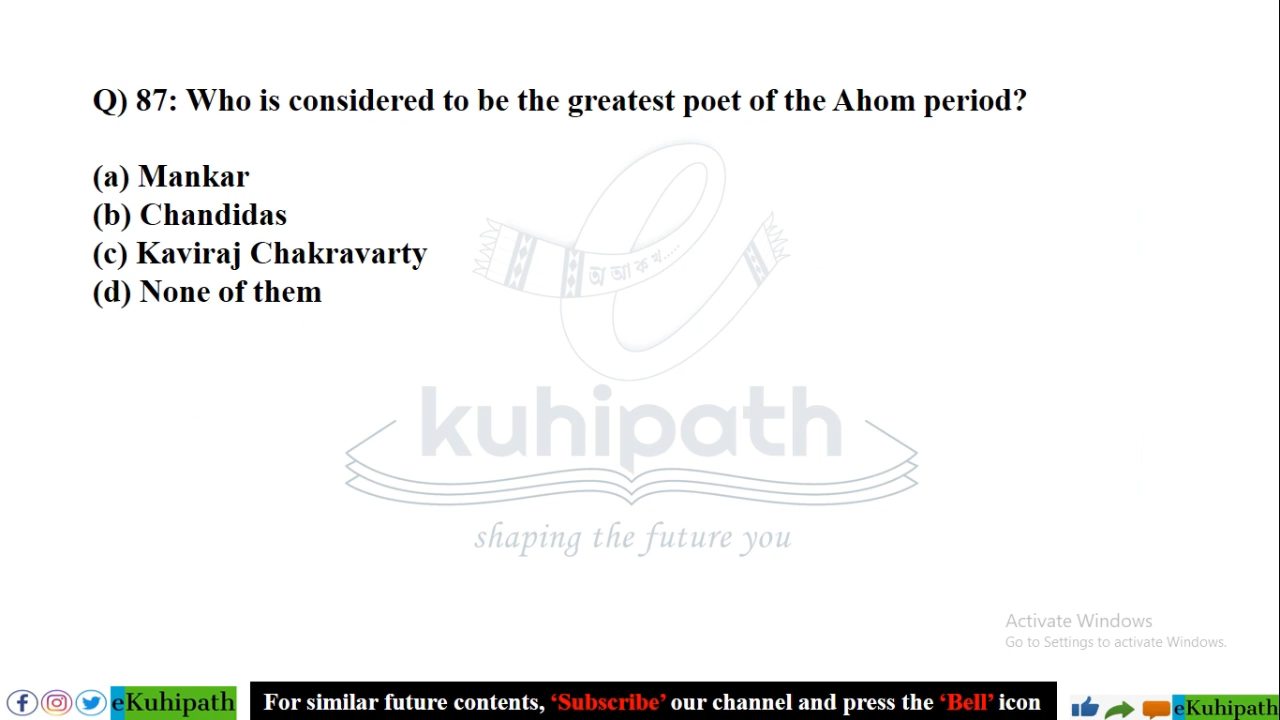 Q) 87: Who is considered to be the greatest poet of the Ahom period?
(a) Mankar
(b) Chandidas
(c) Kaviraj Chakravarty
(d) None of them
অ আ ক খ....
kuhipath
shaping the future you
Activate Windows
Go to Settings to activate Windows.
eKuhipath
For similar future contents, ‘Subscribe’ our channel and press the ‘Bell’ icon
eKuhipath